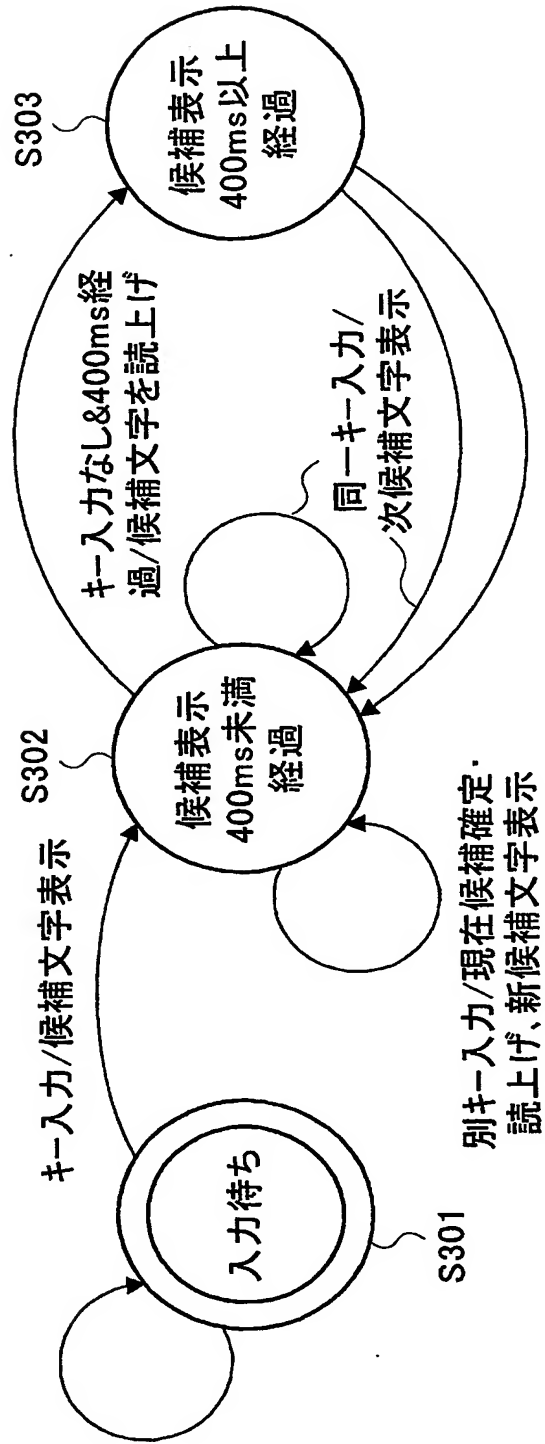 S301
入力待ち
キー入力/候補文字表示
S302
候補表示
400ms未満
経過
別キー入力/現在候補確定・
読上げ、新候補文字表示
キー入力なし&400ms経
過/候補文字を読上げ
同一キー入力/
次候補文字表示
S303
候補表示
400ms以上
経過